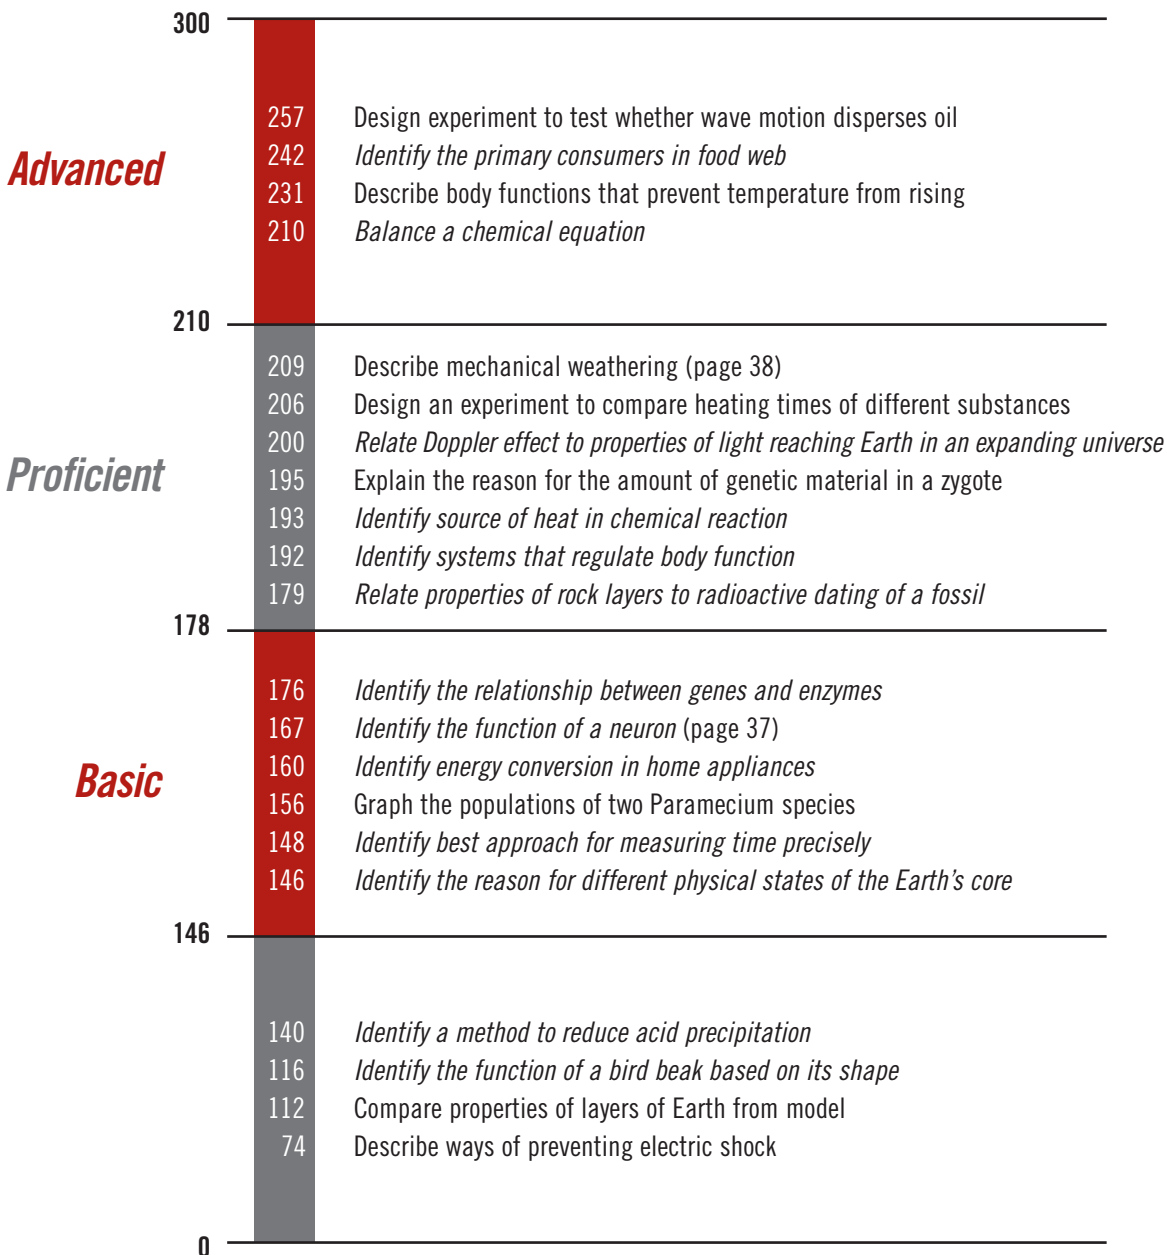 300
257 Design experiment to test whether wave motion disperses oil
Advanced
242 Identify the primary consumers in food web
231 Describe body functions that prevent temperature from rising
210 Balance a chemical equation
210
209 Describe mechanical weathering (page 38)
206 Design an experiment to compare heating times of different substances
200 Relate Doppler effect to properties of light reaching Earth in an expanding universe
Proficient
195 Explain the reason for the amount of genetic material in a zygote
193 Identify source of heat in chemical reaction
192 Identify systems that regulate body function
179 Relate properties of rock layers to radioactive dating of a fossil
178
176 Identify the relationship between genes and enzymes
167 Identify the function of a neuron (page 37)
160 Identify energy conversion in home appliances
Basic
156 Graph the populations of two Paramecium species
148 Identify best approach for measuring time precisely
146 Identify the reason for different physical states of the Earth’s core
146
140 Identify a method to reduce acid precipitation
116 Identify the function of a bird beak based on its shape
112 Compare properties of layers of Earth from model
74 Describe ways of preventing electric shock
0